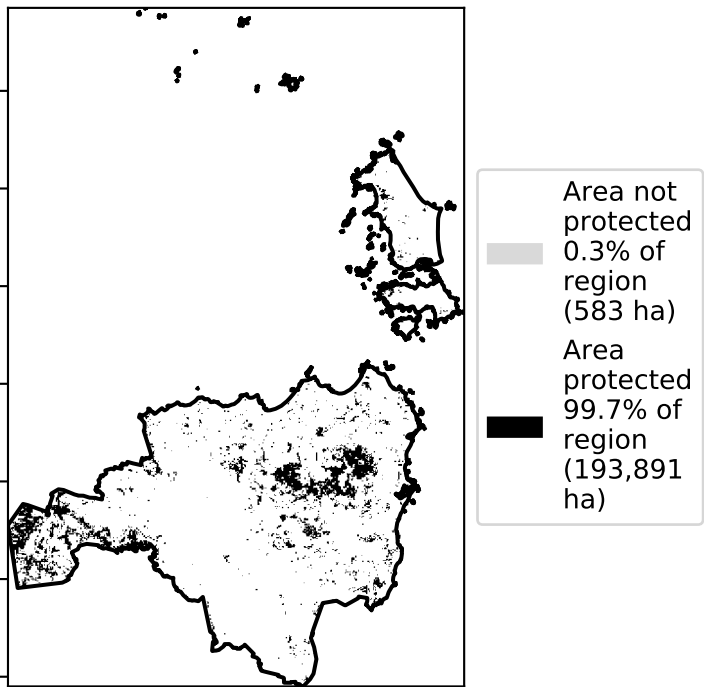 Area not
protected
0.3% of
region
(583 ha)
Area
protected
99.7% of
region
(193,891
ha)